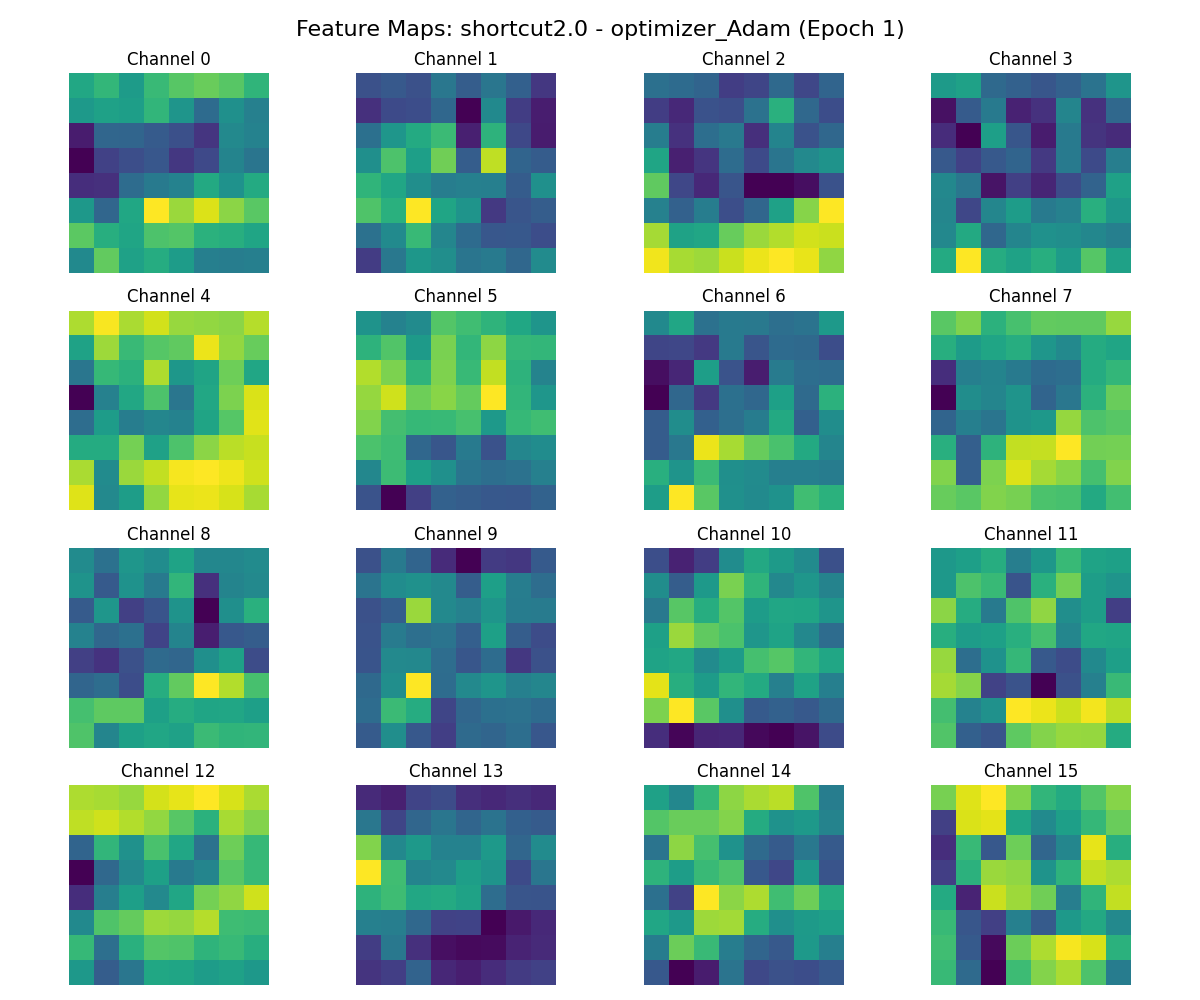 Feature Maps: shortcut2.0 - optimizer_Adam (Epoch 1)
Channel 0
Channel 1
Channel 2
Channel 3
Channel 4
Channel 5
Channel 6
Channel 7
Channel 8
Channel 9
Channel 10
Channel 11
Channel 12
Channel 13
Channel 14
Channel 15